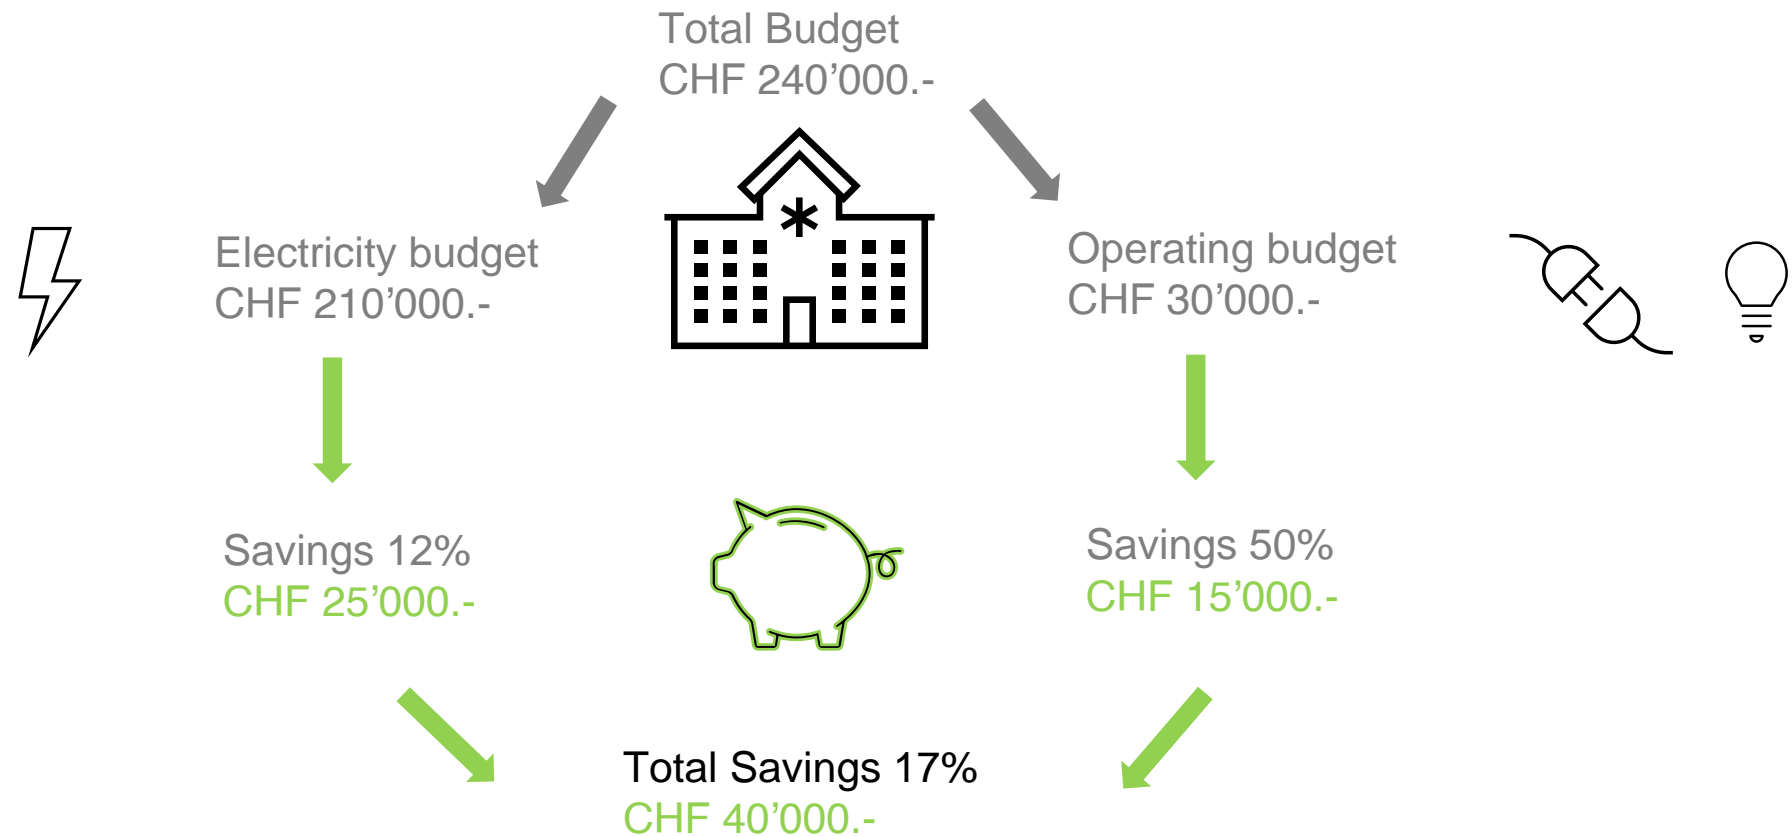 Total Budget
CHF 240’000.-
Electricity budget
CHF 210’000.-
Operating budget
CHF 30’000.-
Savings 12%
CHF 25’000.-
Savings 50%
CHF 15’000.-
Total Savings 17%
CHF 40’000.-